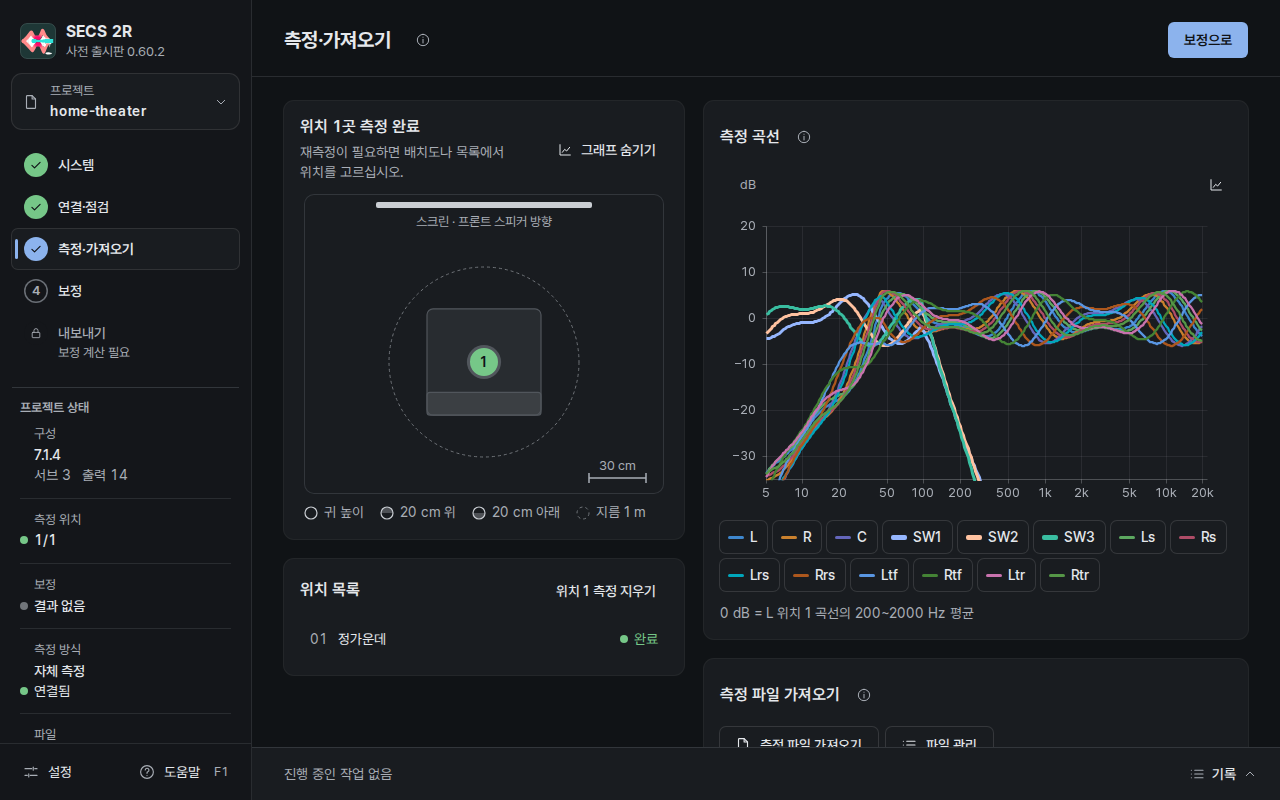 SECS 2R
사전 출시판 0.60.2
프로젝트
home-theater
시스템
연결·점검
측정·가져오기
4 보정
내보내기
보정 계산 필요
프로젝트 상태
구성
7.1.4
서브 3 출력 14
측정 위치
1/1
보정
결과 없음
측정 방식
자체 측정
연결됨
파일
설정
도움말 F1
측정·가져오기
보정으로
위치 1곳 측정 완료
재측정이 필요하면 배치도나 목록에서
위치를 고르십시오.
그래프 숨기기
스크린 · 프론트 스피커 방향
1
30 cm
귀 높이 20 cm 위 20 cm 아래 지름 1 m
위치 목록
위치 1 측정 지우기
01 정가운데
완료
측정 곡선
dB
20
10
0
−10
−20
−30
5 10 20 50 100 200 500 1k 2k 5k 10k 20k
L R C SW1 SW2 SW3 Ls Rs
Lrs Rrs Ltf Rtf Ltr Rtr
0 dB = L 위치 1 곡선의 200~2000 Hz 평균
측정 파일 가져오기
측정 파일 가져오기 파일 관리
진행 중인 작업 없음
기록